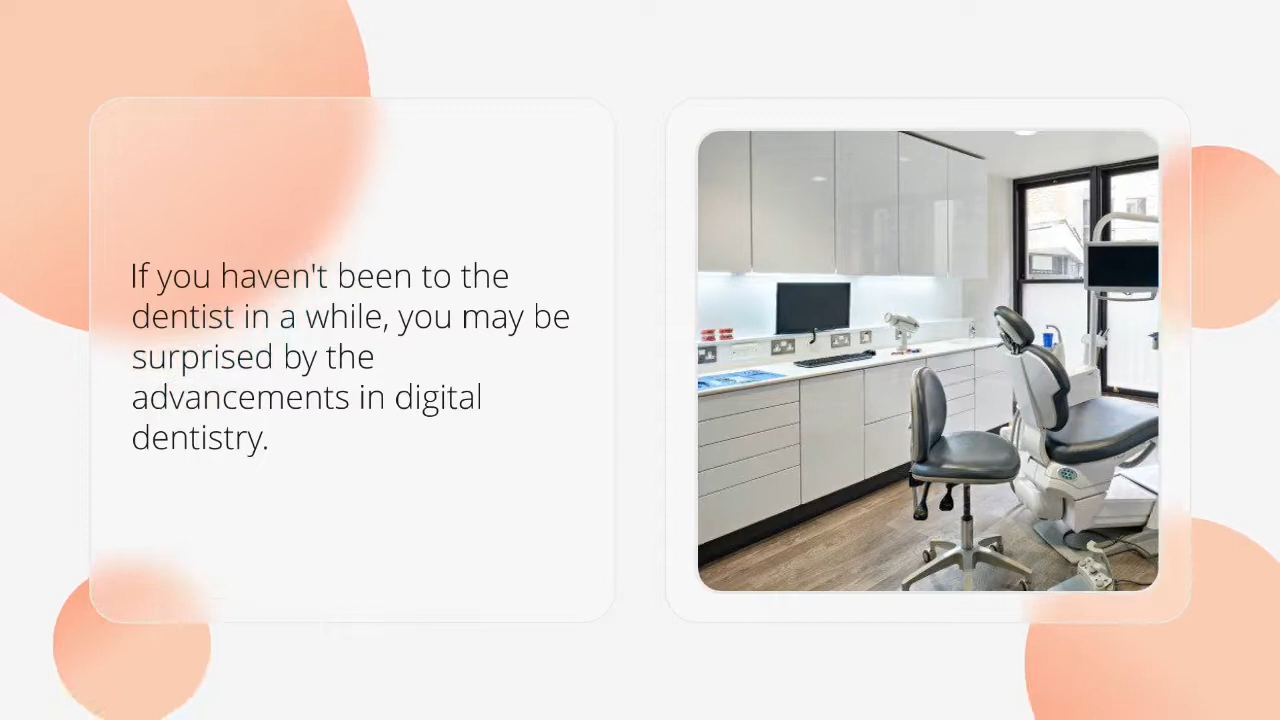 If you haven't been to the
dentist in a while, you may be
surprised by the
advancements in digital
dentistry.